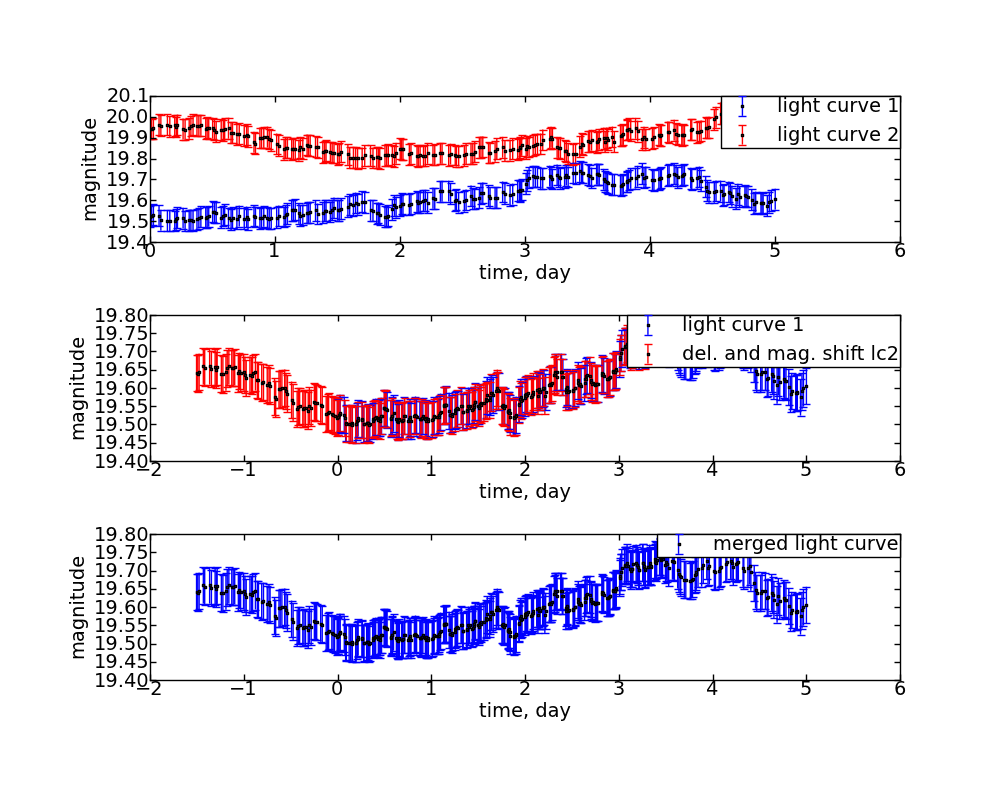 20.1
20.0
19.9
19.8
19.7
19.6
19.5
19.4
magnitude
light curve 1
light curve 2
0 1 2 3 4 5 6
time, day
19.80
19.75
19.70
19.65
19.60
19.55
19.50
19.45
19.40
magnitude
light curve 1
del. and mag. shift lc2
−2 −1 0 1 2 3 4 5 6
time, day
19.80
19.75
19.70
19.65
19.60
19.55
19.50
19.45
19.40
magnitude
merged light curve
−2 −1 0 1 2 3 4 5 6
time, day